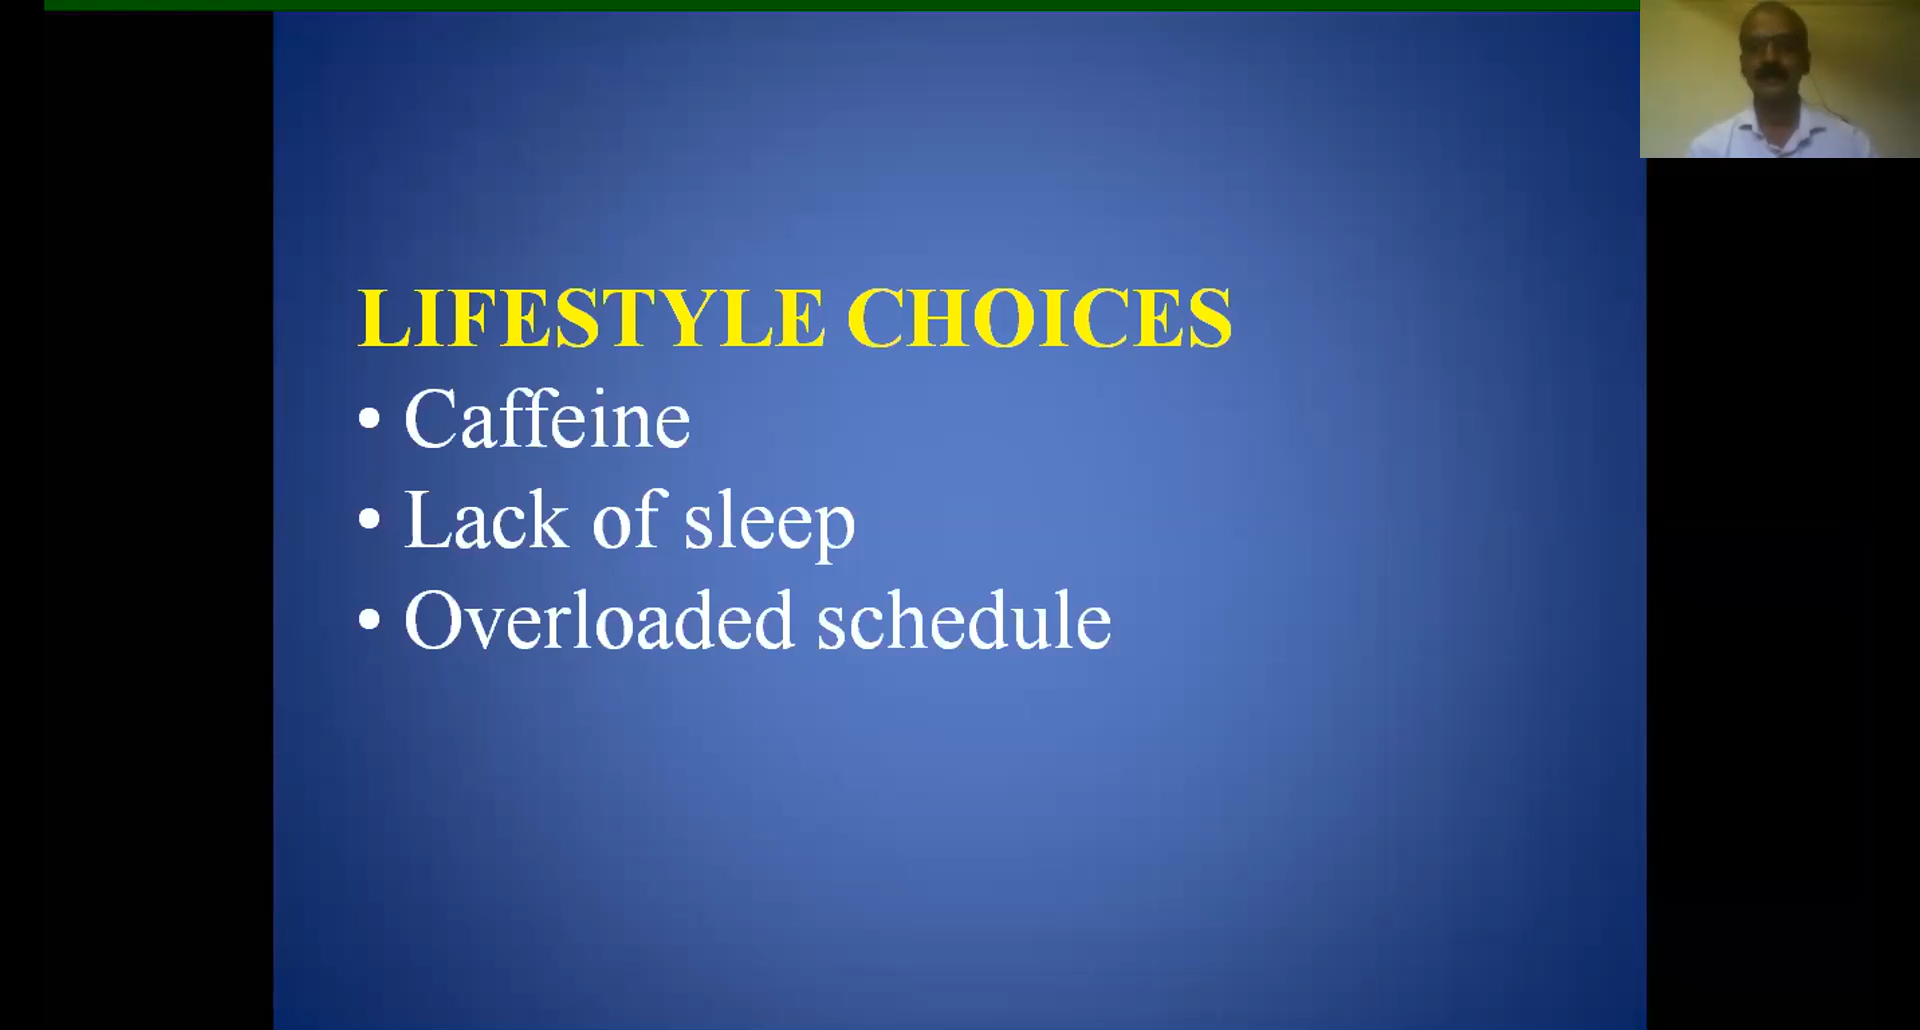 LIFESTYLE CHOICES
• Caffeine
• Lack of sleep
• Overloaded schedule